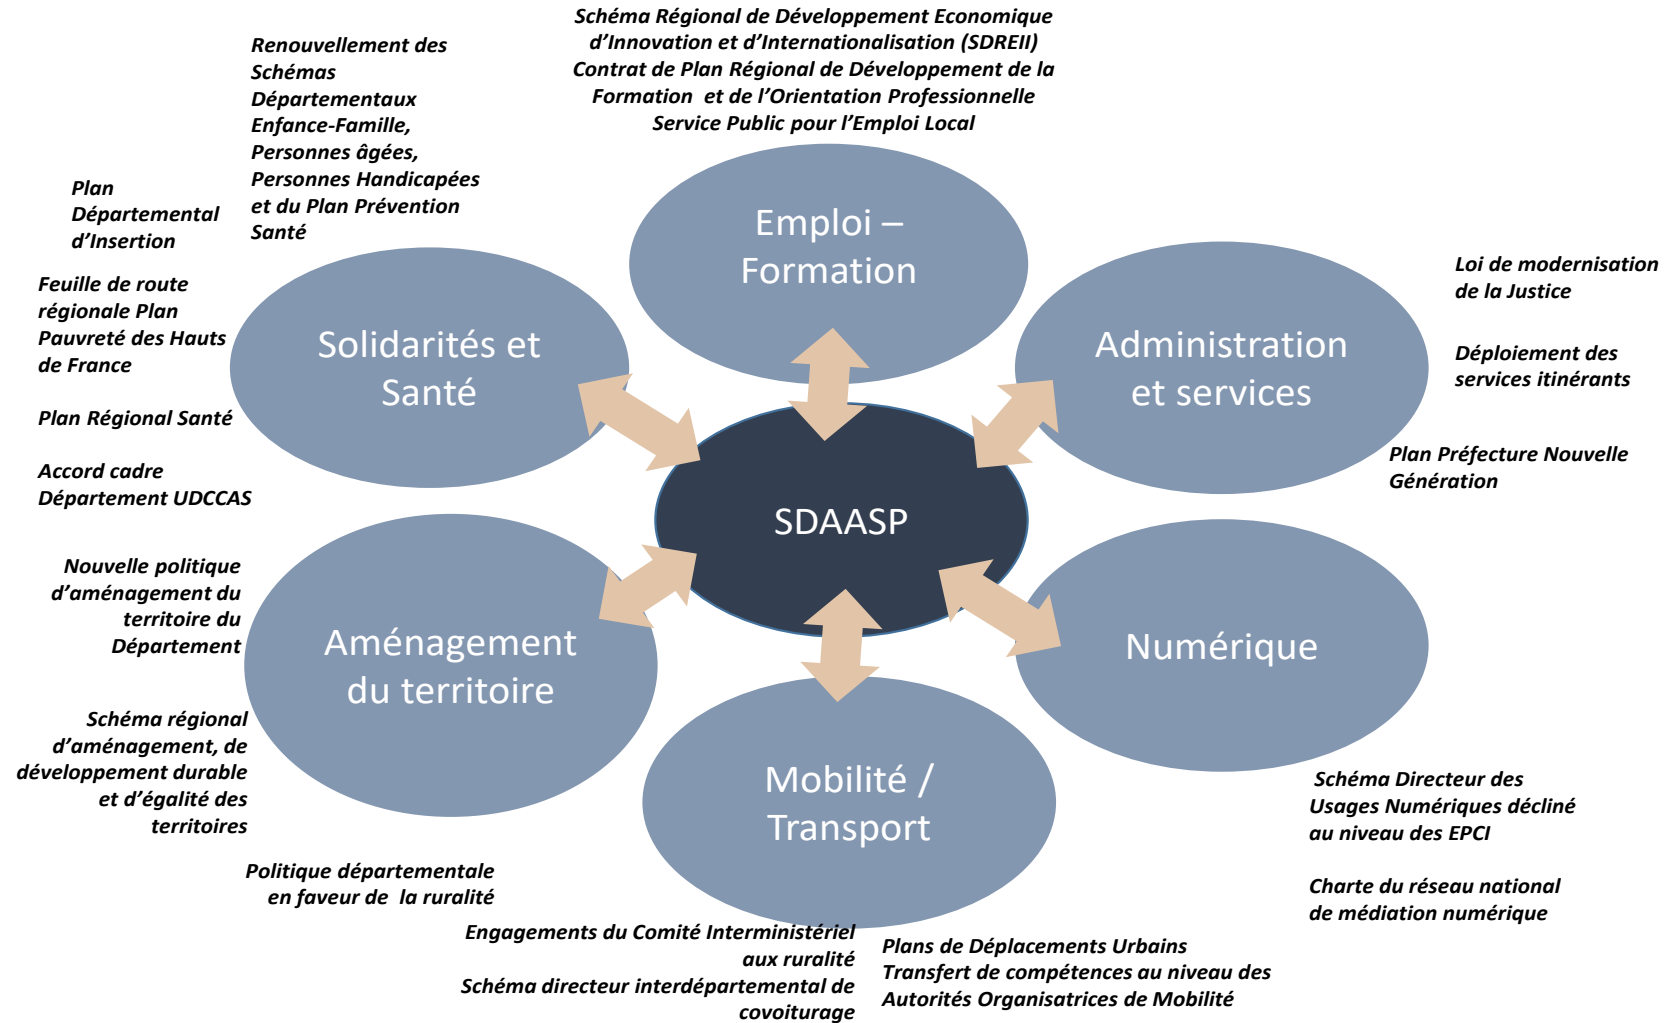 Schéma Régional de Développement Economique
d’Innovation et d’Internationalisation (SDREII)
Contrat de Plan Régional de Développement de la
Formation et de l’Orientation Professionnelle
Service Public pour l’Emploi Local
Renouvellement des
Schémas
Départementaux
Enfance-Famille,
Personnes âgées,
Personnes Handicapées
et du Plan Prévention
Santé
Plan
Départemental
d’Insertion
Feuille de route
régionale Plan
Pauvreté des Hauts
de France
Plan Régional Santé
Accord cadre
Département UDCCAS
Solidarités et
Santé
Emploi –
Formation
Administration
et services
Loi de modernisation
de la Justice
Déploiement des
services itinérants
Plan Préfecture Nouvelle
Génération
SDAASP
Nouvelle politique
d’aménagement du
territoire du
Département
Schéma régional
d’aménagement, de
développement durable
et d’égalité des
territoires
Aménagement
du territoire
Politique départementale
en faveur de la ruralité
Mobilité /
Transport
Engagements du Comité Interministériel
aux ruralité
Schéma directeur interdépartemental de
covoiturage
Plans de Déplacements Urbains
Transfert de compétences au niveau des
Autorités Organisatrices de Mobilité
Numérique
Schéma Directeur des
Usages Numériques décliné
au niveau des EPCI
Charte du réseau national
de médiation numérique